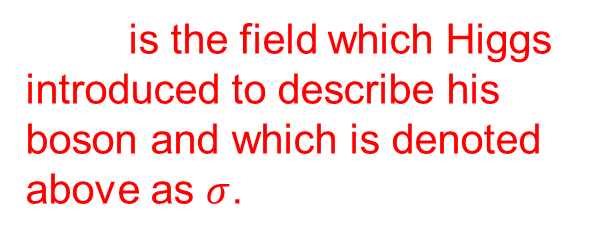 is the field which Higgs
introduced to describe his
boson and which is denoted
above as σ.